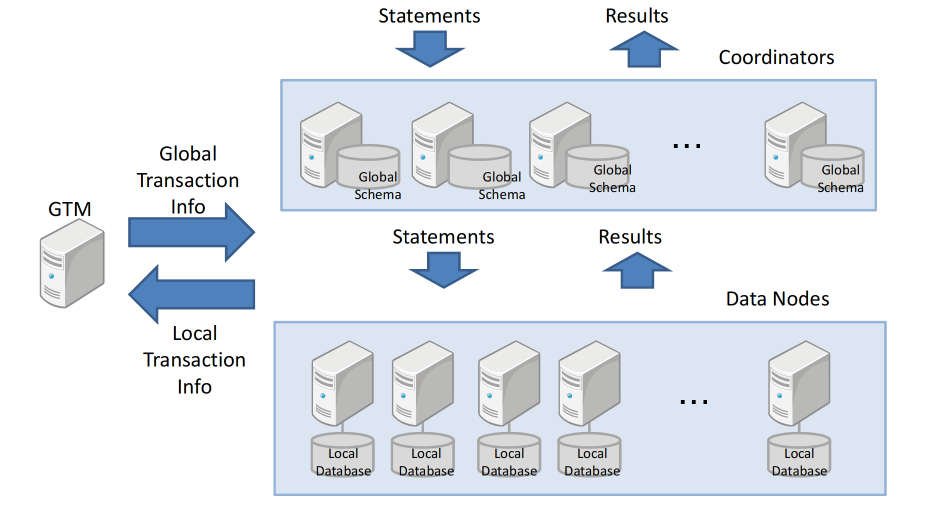 Statements
Results
Coordinators
Global
Schema
Global
Schema
Global
Schema
...
Global
Schema
Global
Transaction
Info
GTM
Statements
Results
Local
Transaction
Info
Data Nodes
Local
Database
Local
Database
Local
Database
Local
Database
...
Local
Database